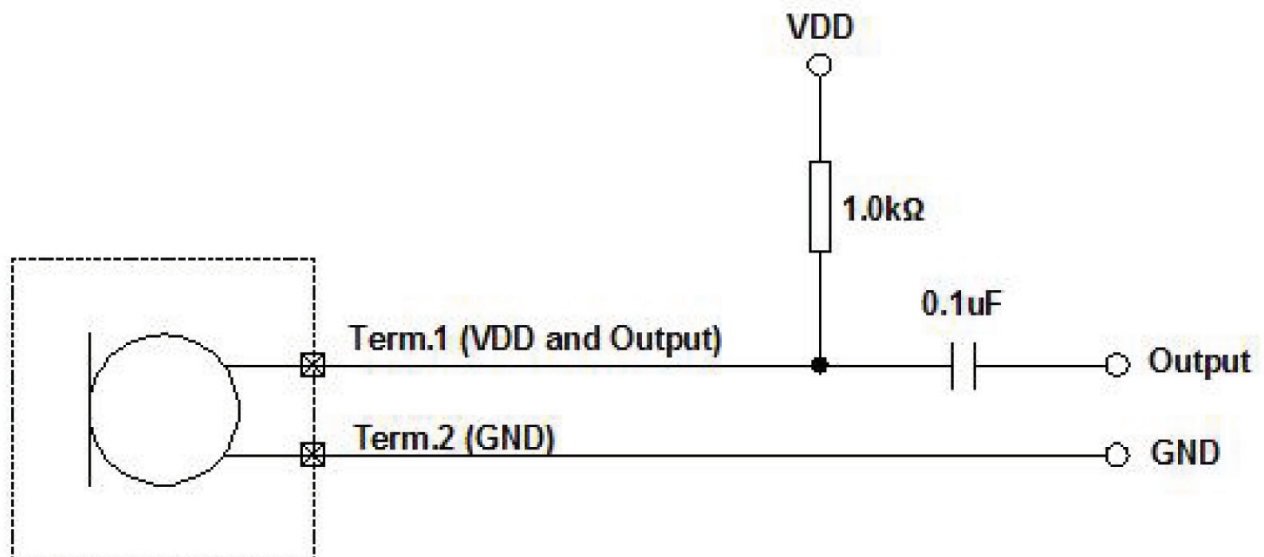 VDD
1.0kΩ
0.1uF
Term.1 (VDD and Output)
Output
Term.2 (GND)
GND